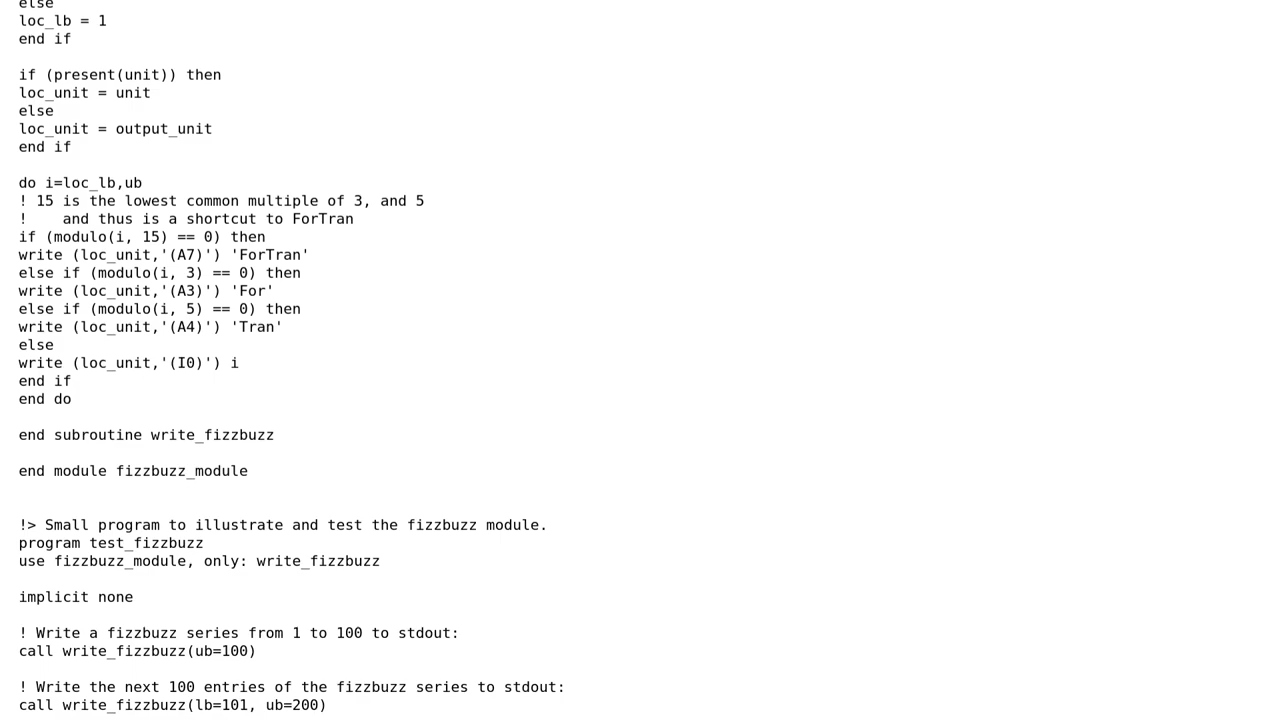 else
loc_lb = 1
end if

if (present(unit)) then
loc_unit = unit
else
loc_unit = output_unit
end if

do i=loc_lb,ub
! 15 is the lowest common multiple of 3, and 5
!    and thus is a shortcut to ForTran
if (modulo(i, 15) == 0) then
write (loc_unit,'(A7)') 'ForTran'
else if (modulo(i, 3) == 0) then
write (loc_unit,'(A3)') 'For'
else if (modulo(i, 5) == 0) then
write (loc_unit,'(A4)') 'Tran'
else
write (loc_unit,'(I0)') i
end if
end do

end subroutine write_fizzbuzz

end module fizzbuzz_module


!> Small program to illustrate and test the fizzbuzz module.
program test_fizzbuzz
use fizzbuzz_module, only: write_fizzbuzz

implicit none

! Write a fizzbuzz series from 1 to 100 to stdout:
call write_fizzbuzz(ub=100)

! Write the next 100 entries of the fizzbuzz series to stdout:
call write_fizzbuzz(lb=101, ub=200)